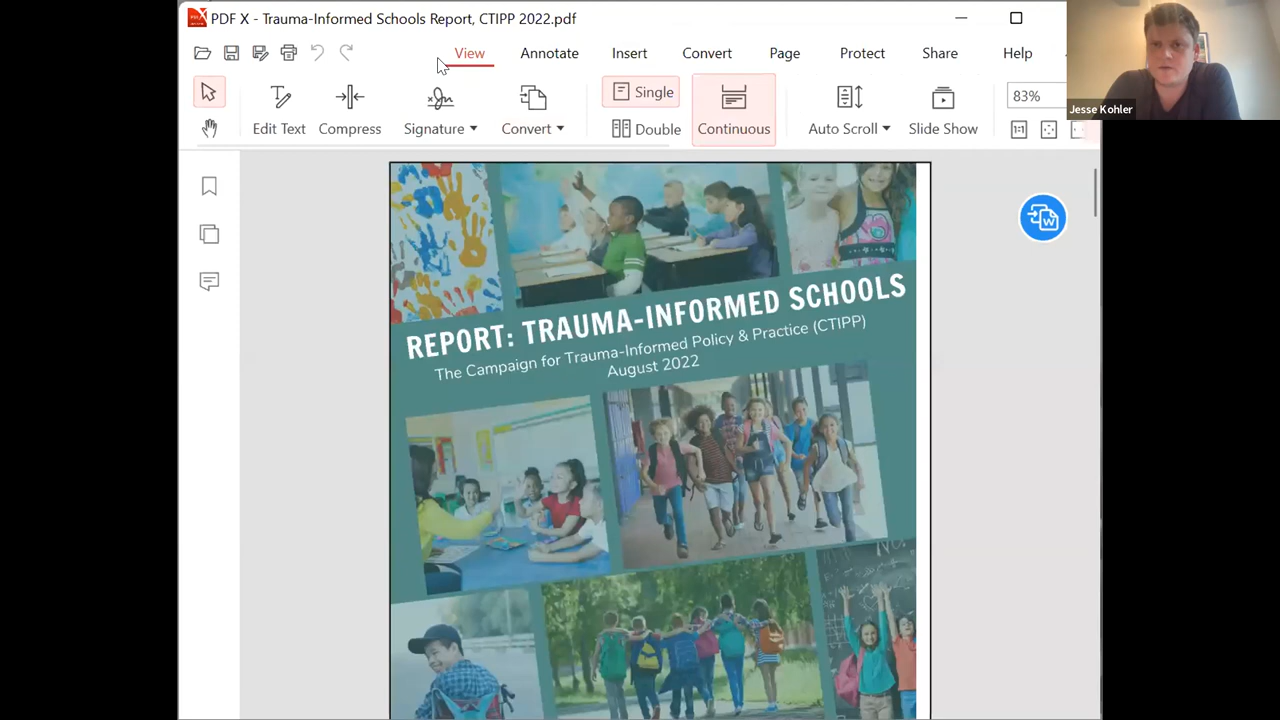 PDF X - Trauma-Informed Schools Report, CTIPP 2022.pdf
View Annotate Insert Convert Page Protect Share Help
Single
83%
Edit Text Compress Signature Convert Double Continuous Auto Scroll Slide Show
1:1
Jesse Kohler
W
REPORT: TRAUMA-INFORMED SCHOOLS
The Campaign for Trauma-Informed Policy & Practice (CTIPP)
August 2022